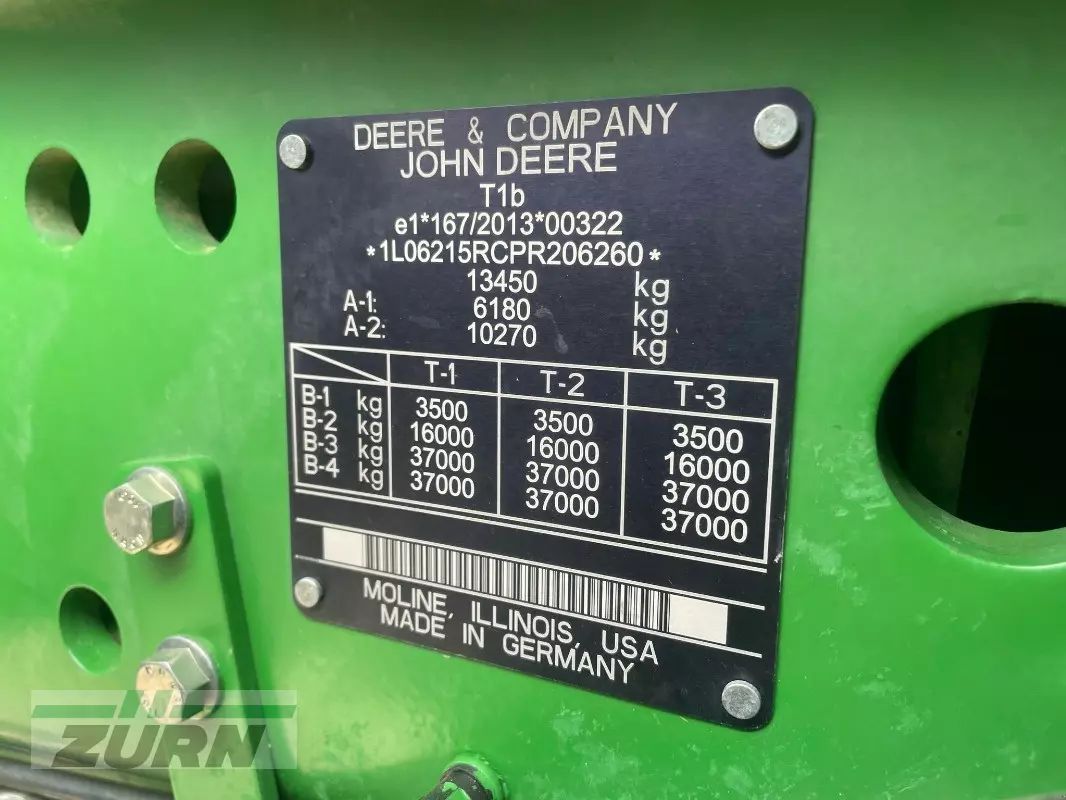 DEERE & COMPANY
JOHN DEERE
T1b
e1*167/2013*00322
*1L06215RCPR206260*
13450 kg
A-1: 6180 kg
A-2: 10270 kg
T-1 T-2 T-3
B-1 kg 3500 3500 3500
B-2 kg 16000 16000 16000
B-3 kg 37000 37000 37000
B-4 kg 37000 37000 37000
MOLINE, ILLINOIS, USA
MADE IN GERMANY
ZÜRN